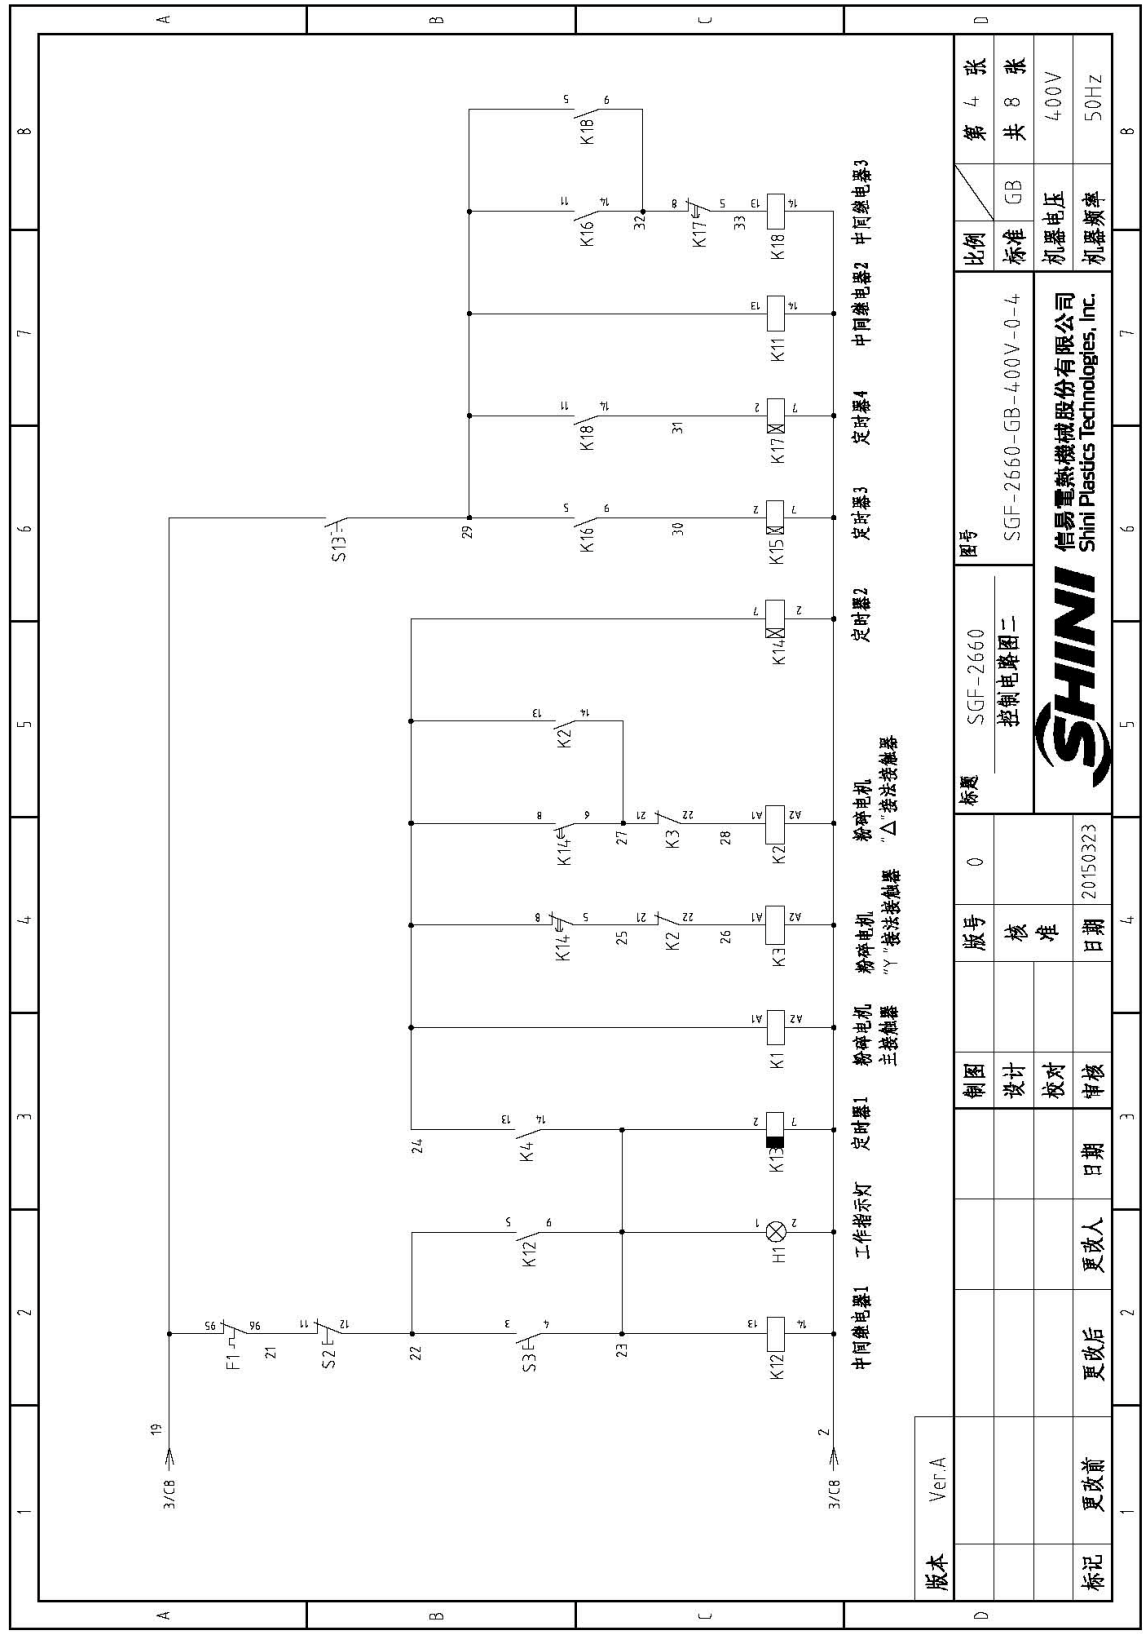 1
2
3
4
5
6
7
8
A
B
C
D
3/C8
19
3/C8
2
F1
95
96
21
S2
11
12
22
S3
3
4
23
K12
13
14
中间继电器1
K12
5
9
H1
1
2
工作指示灯
24
K4
13
14
K13
2
7
定时器1
K1
A1
A2
粉碎电机
主接触器
K14
8
5
25
K2
21
22
26
K3
A1
A2
粉碎电机
"Y"接法接触器
K14
8
6
27
K3
21
22
28
K2
A1
A2
粉碎电机
"△"接法接触器
K2
13
14
K14
7
2
定时器2
S13
29
K16
5
9
30
K15
2
7
定时器3
K18
11
14
31
K17
2
7
定时器4
K11
13
14
中间继电器2
K16
11
14
32
K17
8
5
33
K18
13
14
中间继电器3
K18
5
9
版本 Ver.A
标记 更改前 更改后 更改人 日期
制图
设计
校对
审核
版号 0
核
准
日期 20150323
标题 SGF-2660
控制电路图二
图号
SGF-2660-GB-400V-0-4
SHINI
信易電熱機械股份有限公司
Shini Plastics Technologies, Inc.
比例 第 4 张
标准 GB 共 8 张
机器电压 400V
机器频率 50HZ
1
2
3
4
5
6
7
8
A
B
C
D